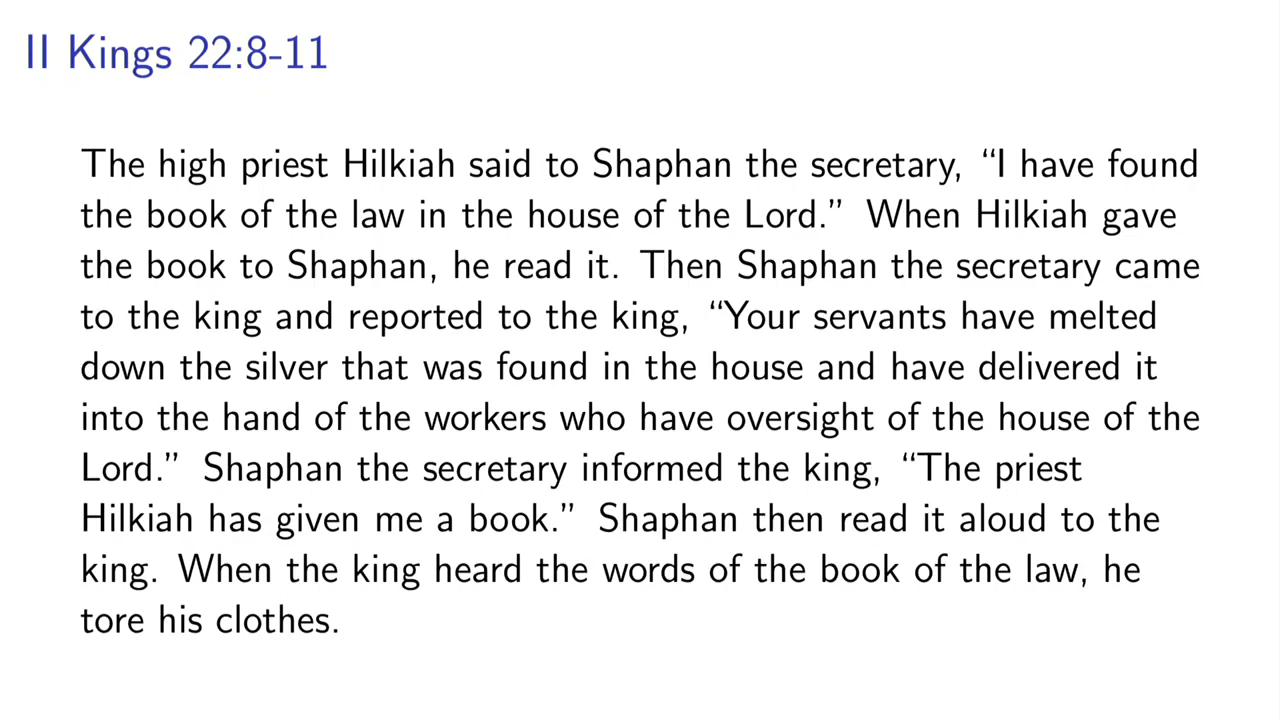 II Kings 22:8-11
The high priest Hilkiah said to Shaphan the secretary, “I have found
the book of the law in the house of the Lord.” When Hilkiah gave
the book to Shaphan, he read it. Then Shaphan the secretary came
to the king and reported to the king, “Your servants have melted
down the silver that was found in the house and have delivered it
into the hand of the workers who have oversight of the house of the
Lord.” Shaphan the secretary informed the king, “The priest
Hilkiah has given me a book.” Shaphan then read it aloud to the
king. When the king heard the words of the book of the law, he
tore his clothes.